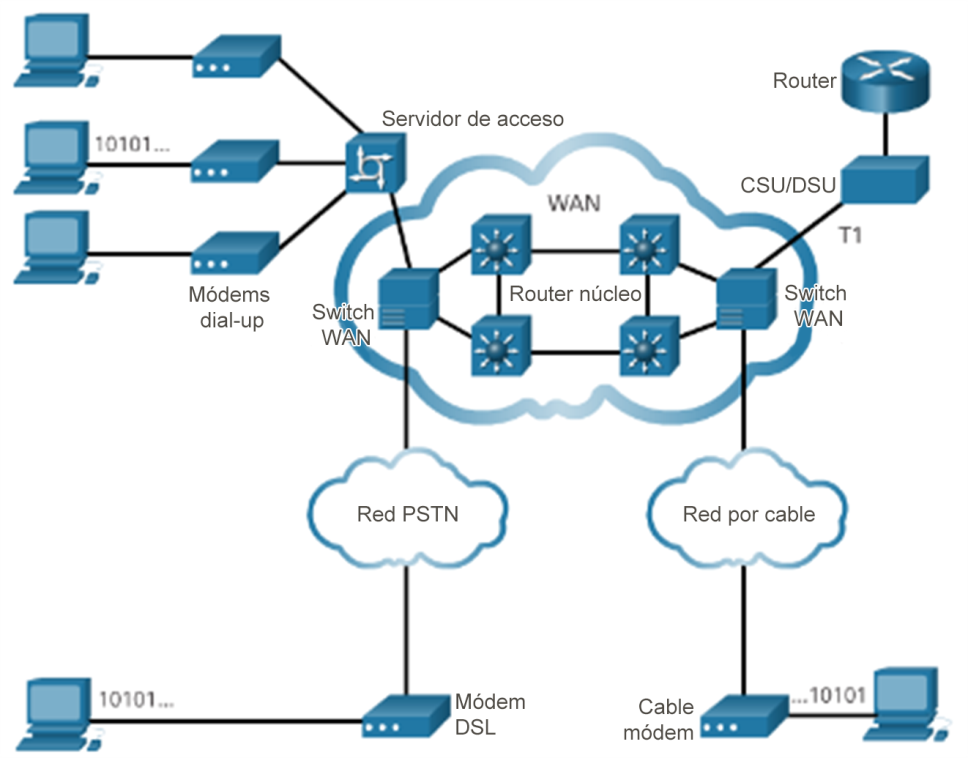 Router
Servidor de acceso
10101...
CSU/DSU
WAN
T1
Módems
dial-up
Router núcleo
Switch
WAN
Switch
WAN
Red PSTN
Red por cable
10101...
Módem
DSL
Cable
módem
...10101